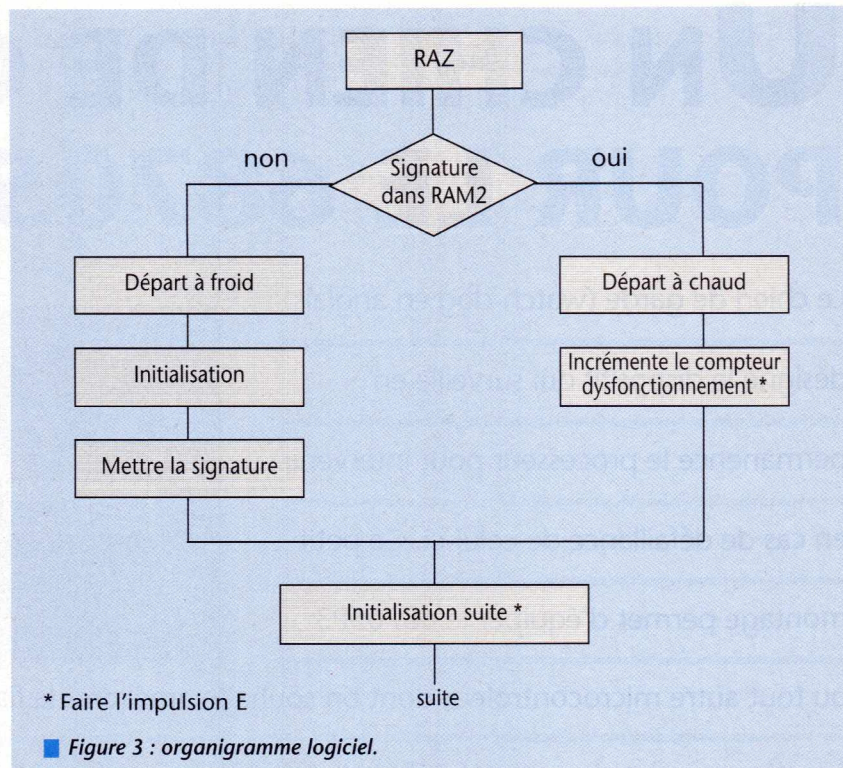 RAZ
non
Signature
dans RAM2
oui
Départ à froid
Départ à chaud
Initialisation
Incrémente le compteur
dysfonctionnement *
Mettre la signature
Initialisation suite *
* Faire l'impulsion E
suite
Figure 3 : organigramme logiciel.